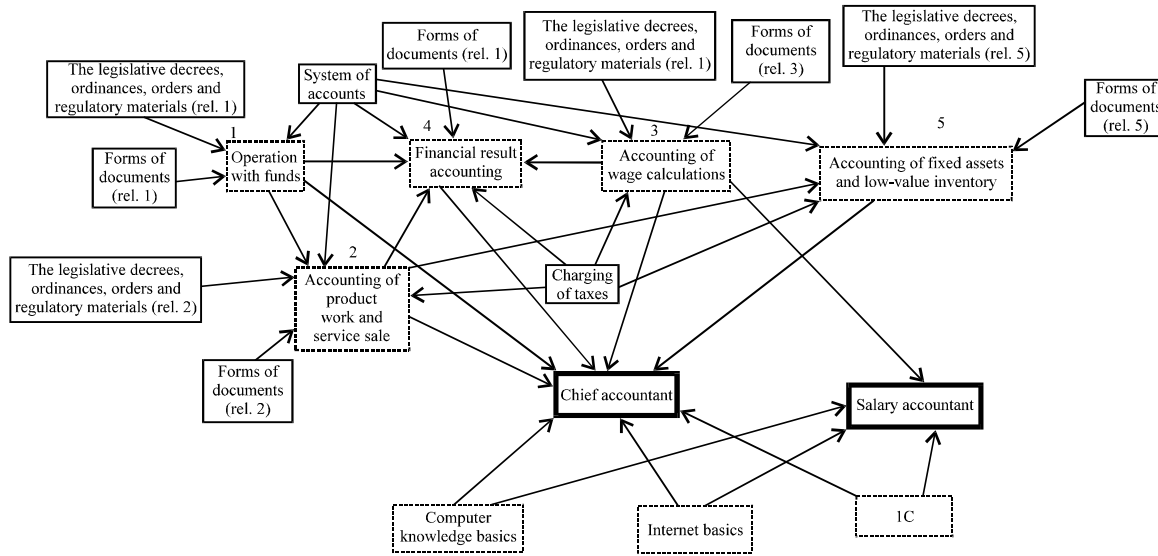 Forms of
documents (rel. 1)
The legislative decrees,
ordinances, orders and
regulatory materials (rel. 1)
Forms of
documents
(rel. 3)
The legislative decrees,
ordinances, orders and
regulatory materials (rel. 5)
The legislative decrees,
ordinances, orders and
regulatory materials (rel. 1)
System of
accounts
Forms of
documents
(rel. 5)
1
Operation
with funds
4
Financial result
accounting
3
Accounting of
wage calculations
5
Accounting of fixed assets
and low-value inventory
Forms of
documents
(rel. 1)
The legislative decrees,
ordinances, orders and
regulatory materials (rel. 2)
2
Accounting of
product
work and
service sale
Charging
of taxes
Forms of
documents
(rel. 2)
Chief accountant
Salary accountant
Computer
knowledge basics
Internet basics
1C